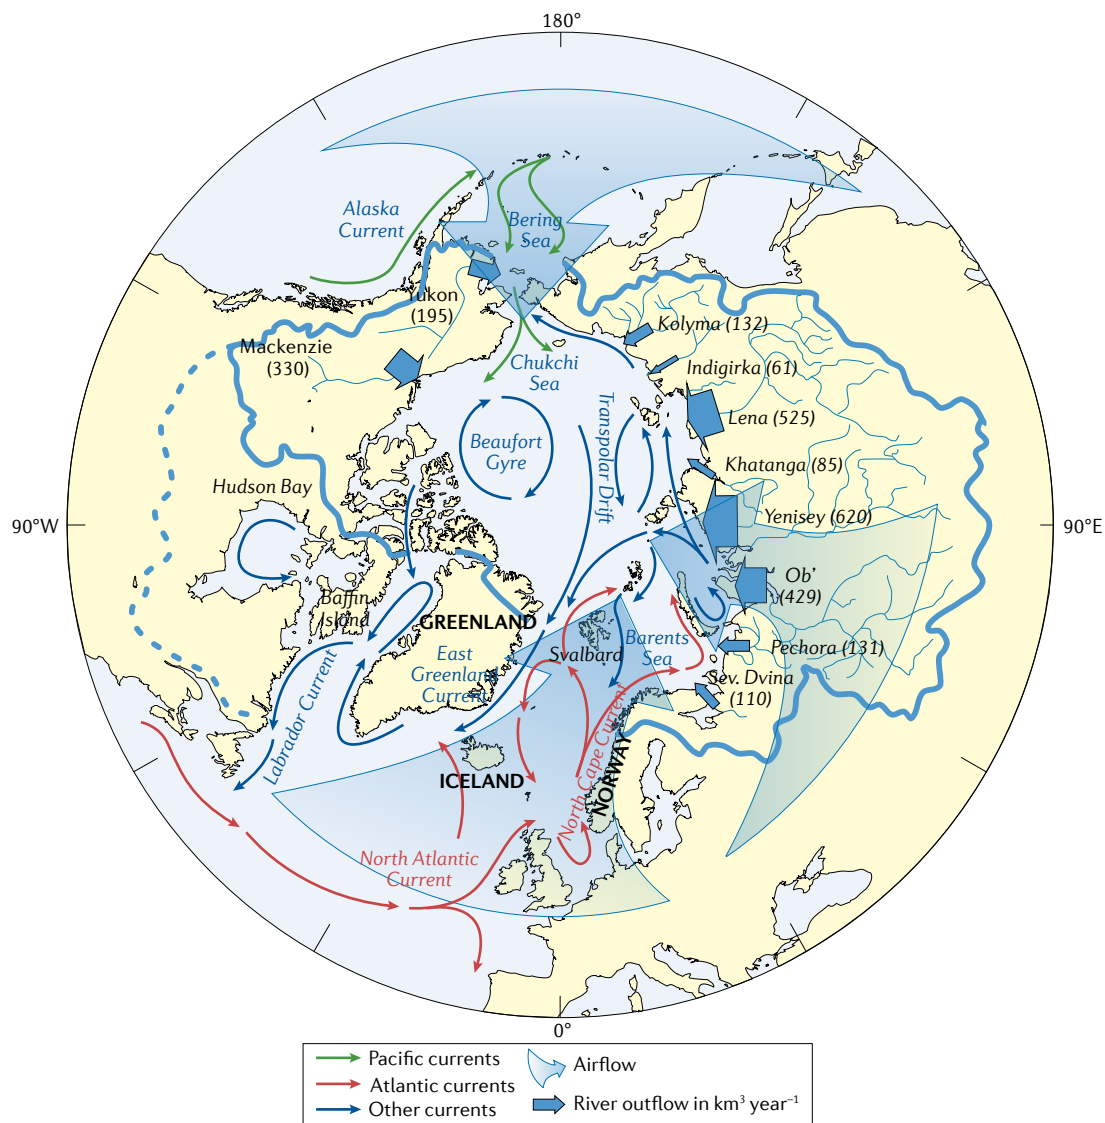 180°
Alaska
Current
Bering
Sea
Yukon
(195)
Kolyma (132)
Mackenzie
(330)
Chukchi
Sea
Indigirka (61)
Transpolar Drift
Lena (525)
Beaufort
Gyre
Khatanga (85)
Hudson Bay
Yenisey (620)
90°W
90°E
Ob’
(429)
Baffin
Island
GREENLAND
Barents
Sea
Pechora (131)
Svalbard
East
Greenland
Current
Sev. Dvina
(110)
Labrador Current
North Cape Current
NORWAY
ICELAND
North Atlantic
Current
0°
Pacific currents
Atlantic currents
Other currents
Airflow
River outflow in km³ year⁻¹